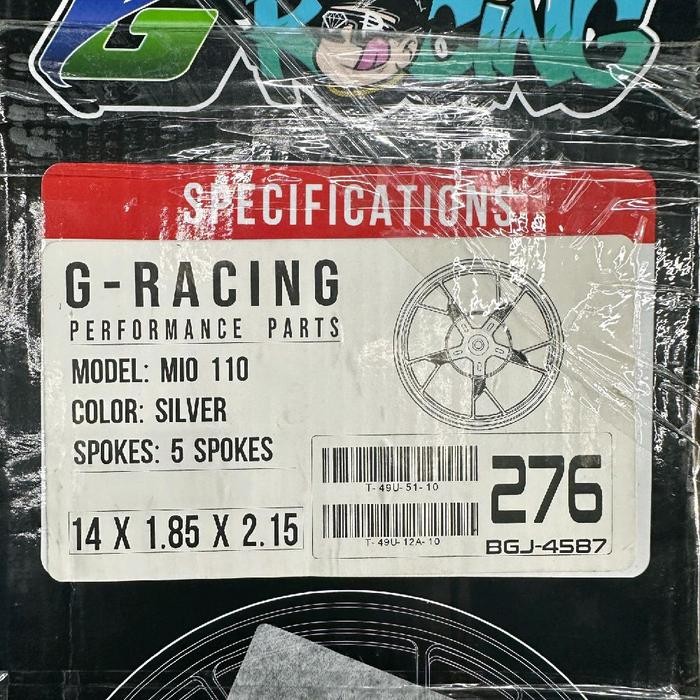 G RACING
SPECIFICATIONS
G-RACING
PERFORMANCE PARTS
MODEL: MIO 110
COLOR: SILVER
SPOKES: 5 SPOKES
14 X 1.85 X 2.15
T-49U-51-10
T-49U-12A-10
276
BGJ-4587